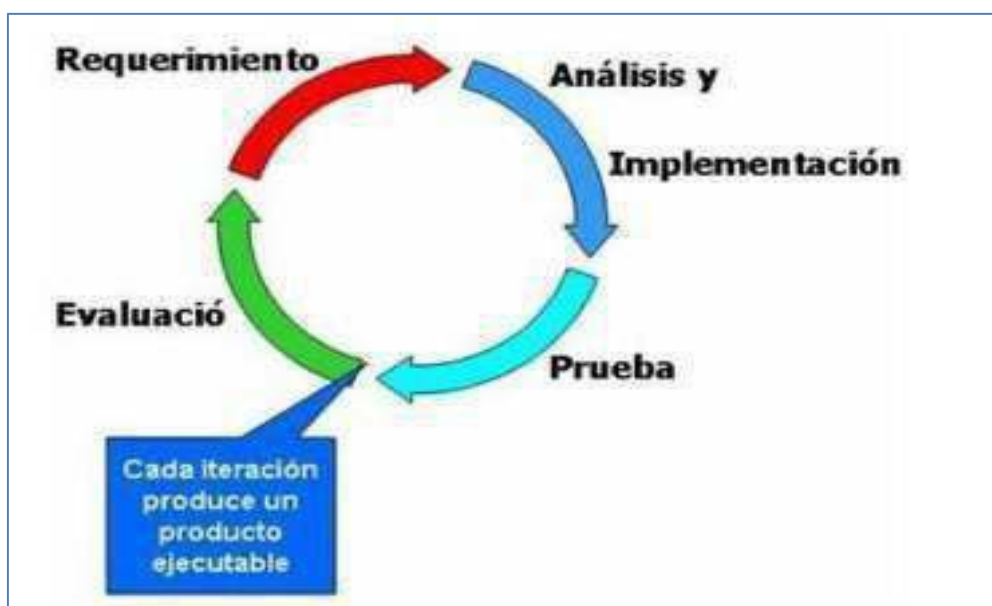 Requerimiento
Análisis y
Implementación
Evaluació
Prueba
Cada iteración
produce un
producto
ejecutable